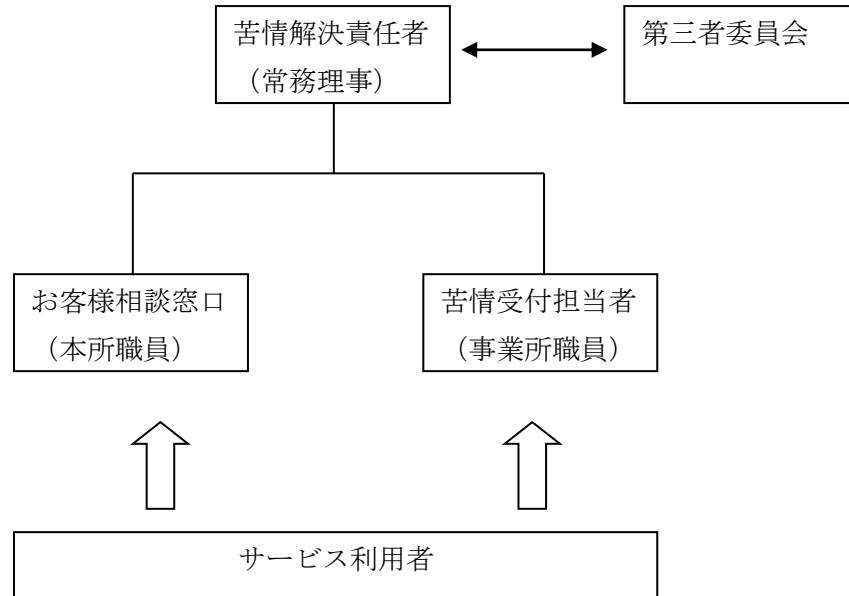 苦情解決責任者
（常務理事）
第三者委員会
お客様相談窓口
（本所職員）
苦情受付担当者
（事業所職員）
サービス利用者